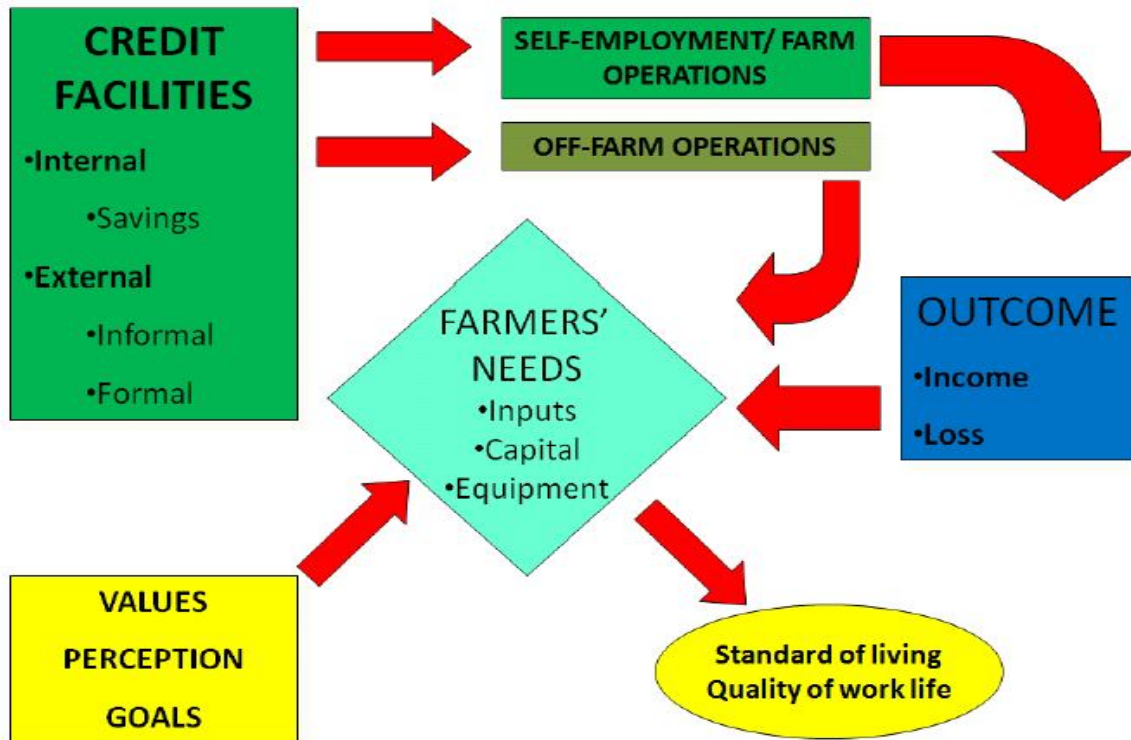 CREDIT
FACILITIES
•Internal
•Savings
•External
•Informal
•Formal
SELF-EMPLOYMENT/ FARM
OPERATIONS
OFF-FARM OPERATIONS
FARMERS’
NEEDS
•Inputs
•Capital
•Equipment
OUTCOME
•Income
•Loss
VALUES
PERCEPTION
GOALS
Standard of living
Quality of work life